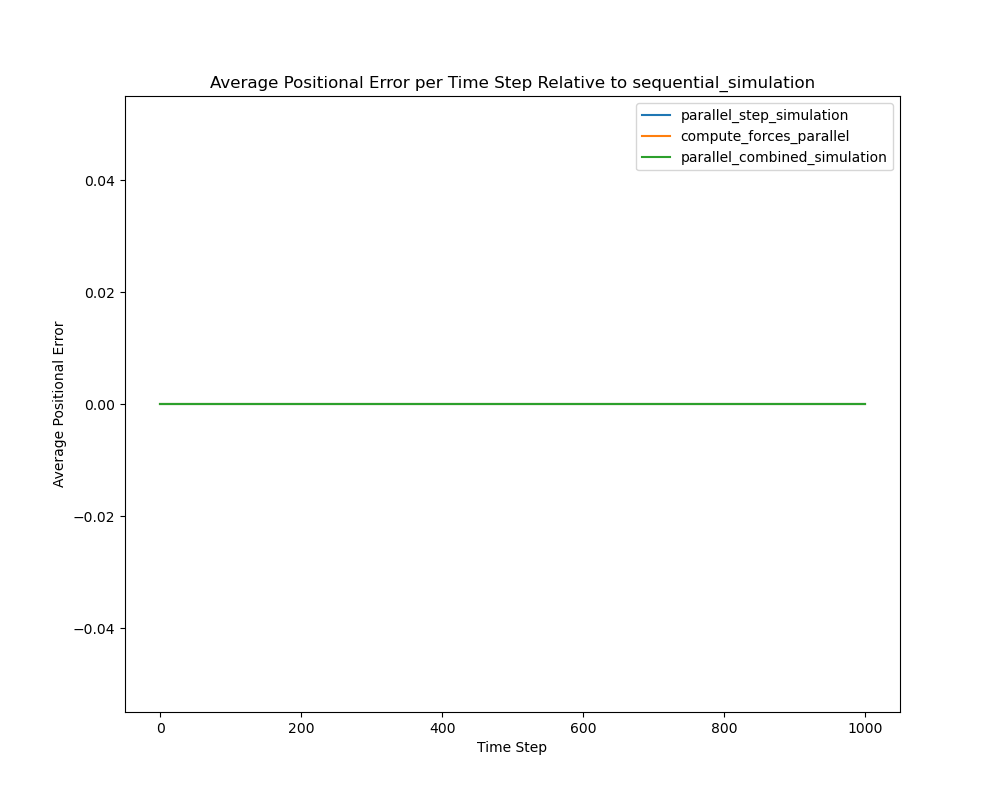 Average Positional Error per Time Step Relative to sequential_simulation
parallel_step_simulation
compute_forces_parallel
parallel_combined_simulation
0.04
0.02
0.00
−0.02
−0.04
Average Positional Error
0 200 400 600 800 1000
Time Step